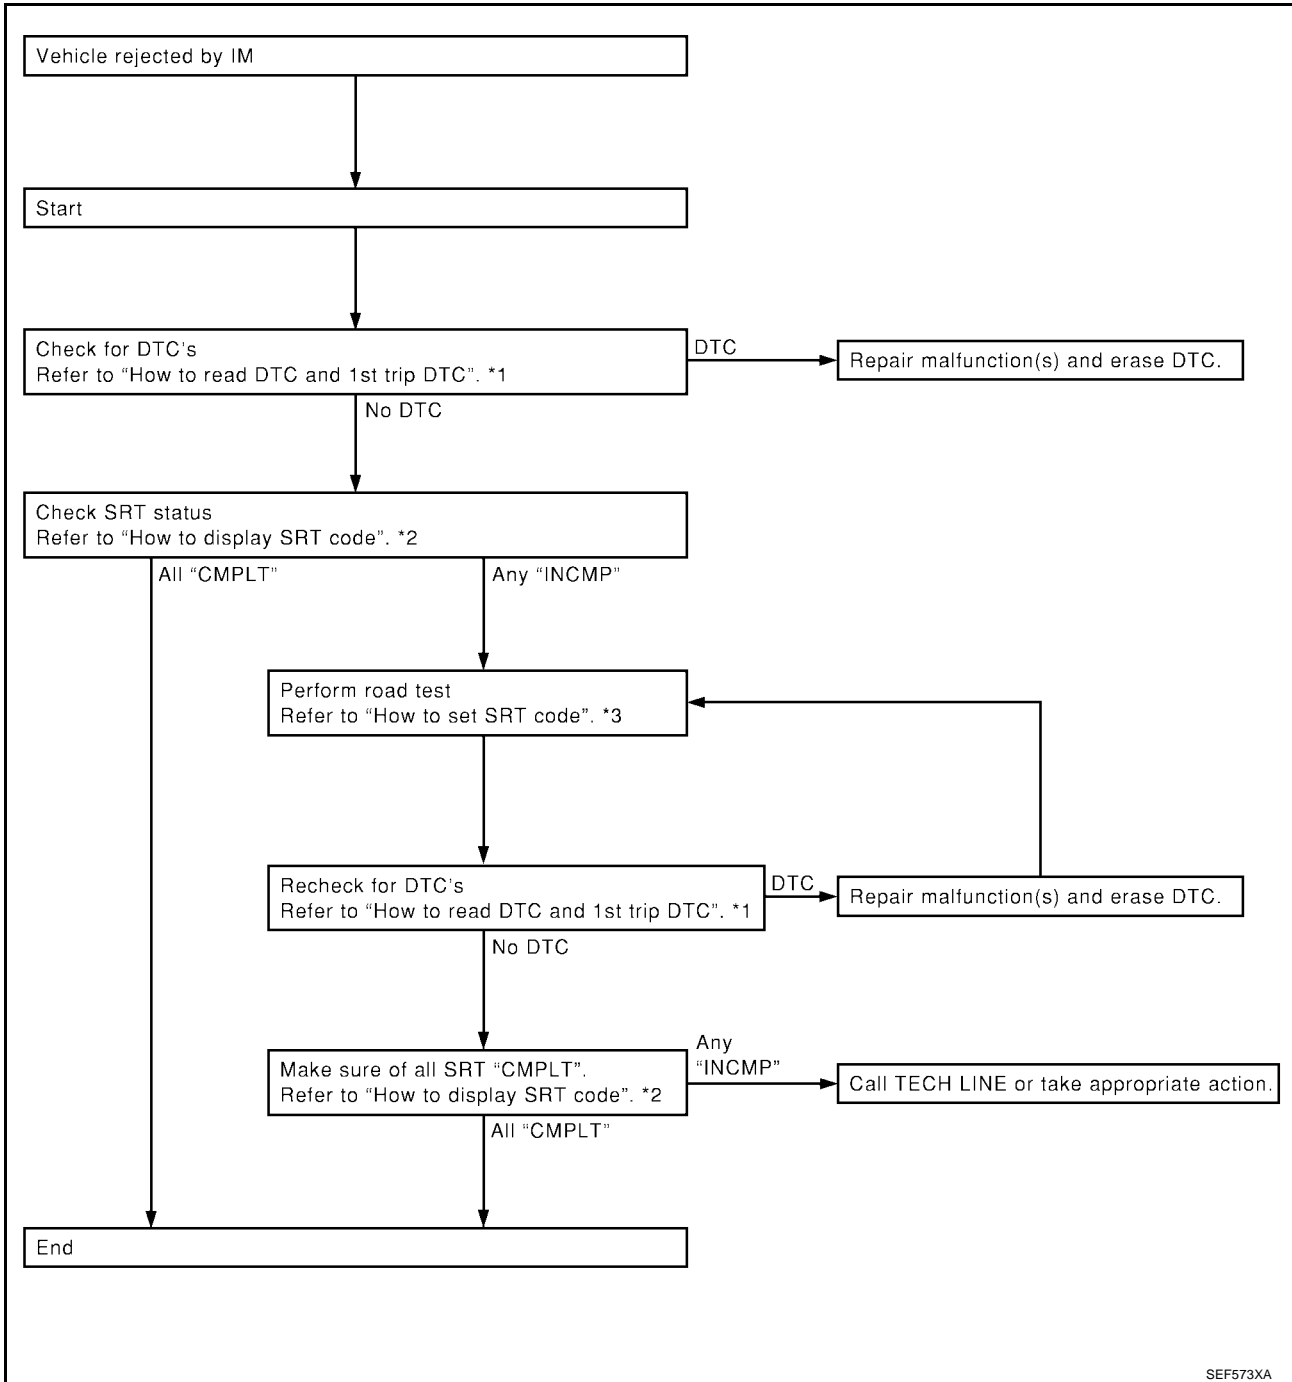 Vehicle rejected by IM
Start
Check for DTC's
Refer to “How to read DTC and 1st trip DTC”. *1
DTC
Repair malfunction(s) and erase DTC.
No DTC
Check SRT status
Refer to “How to display SRT code”. *2
All “CMPLT”
Any “INCMP”
Perform road test
Refer to “How to set SRT code”. *3
Recheck for DTC's
Refer to “How to read DTC and 1st trip DTC”. *1
DTC
Repair malfunction(s) and erase DTC.
No DTC
Make sure of all SRT “CMPLT”.
Refer to “How to display SRT code”. *2
Any
“INCMP”
Call TECH LINE or take appropriate action.
All “CMPLT”
End
SEF573XA